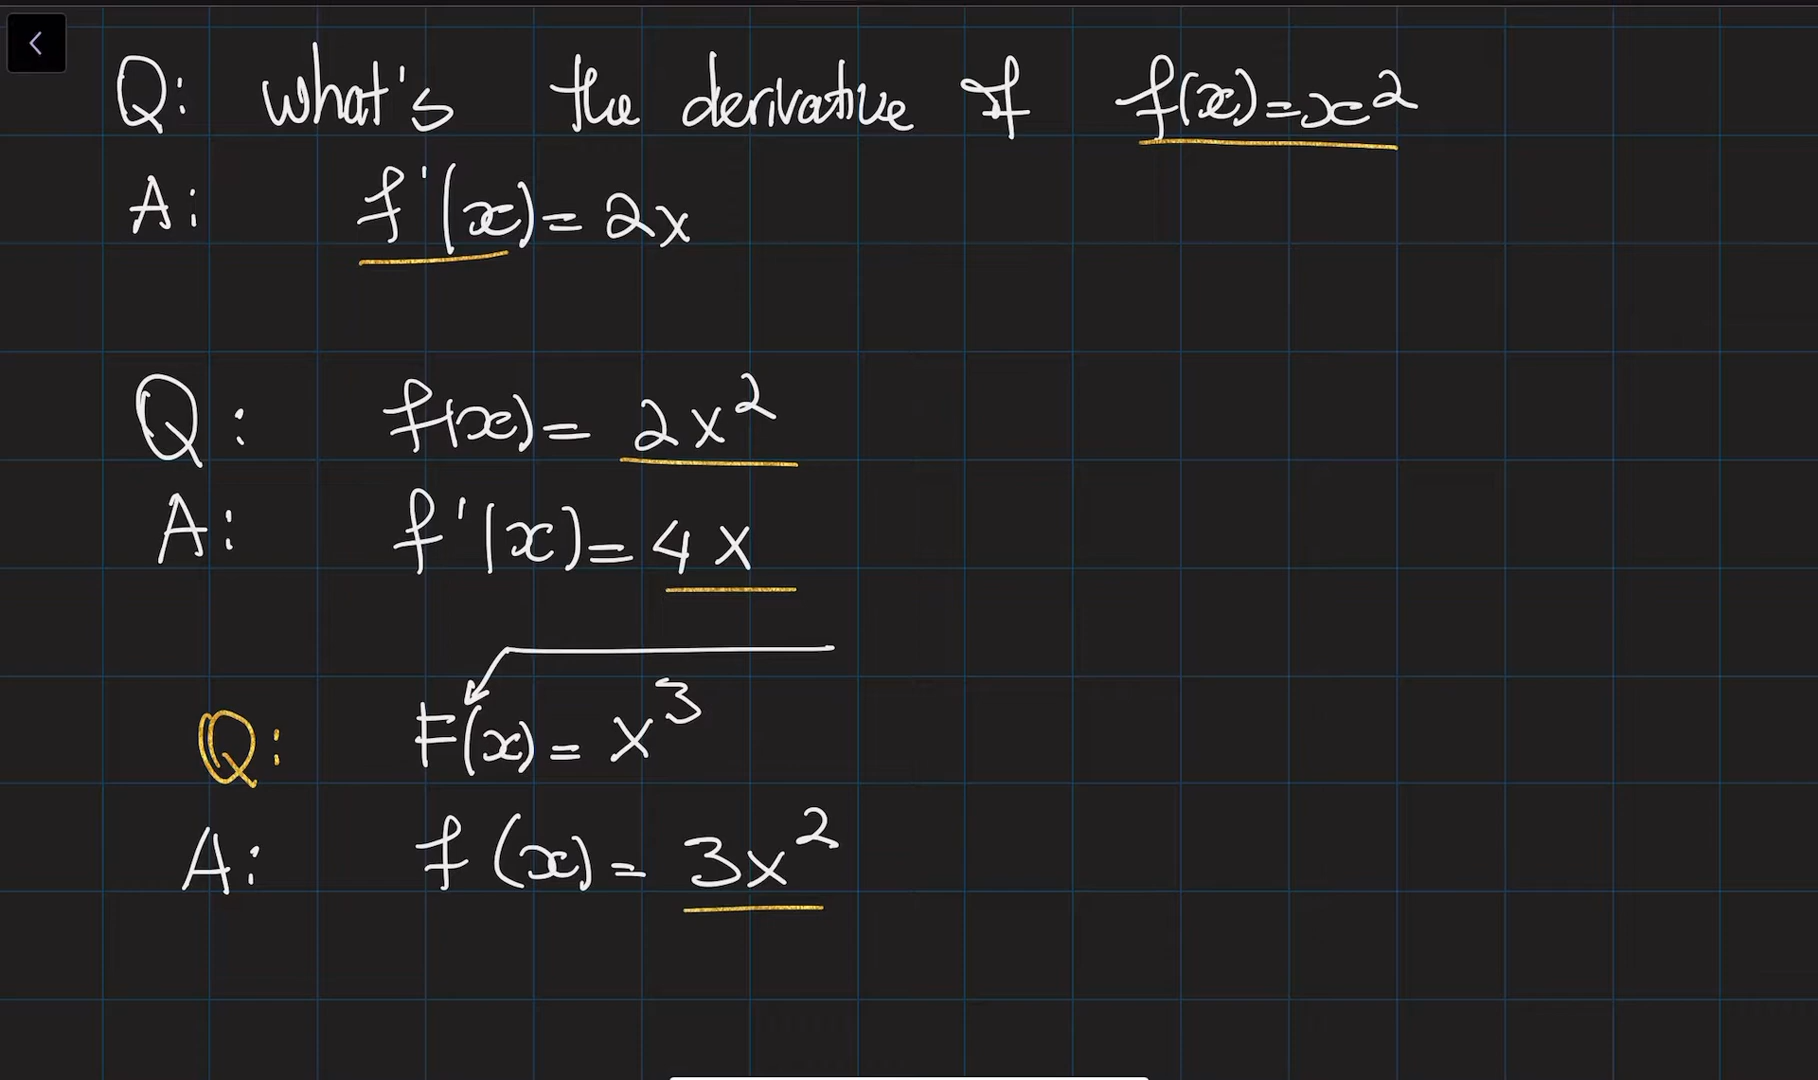 Q: what's the derivative of f(x)=x²
A: f'(x)=2x
Q: f(x)=2x²
A: f'(x)=4x
Q: F(x)=x³
A: f(x)=3x²